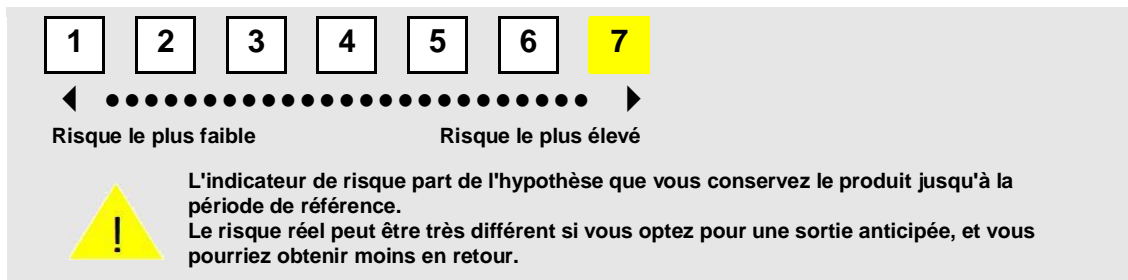 1 2 3 4 5 6 7
Risque le plus faible Risque le plus élevé
L'indicateur de risque part de l'hypothèse que vous conservez le produit jusqu'à la
période de référence.
Le risque réel peut être très différent si vous optez pour une sortie anticipée, et vous
pourriez obtenir moins en retour.
!